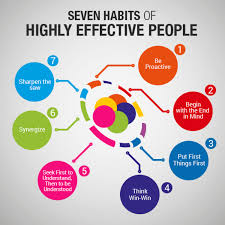 SEVEN HABITS OF
HIGHLY EFFECTIVE PEOPLE
1
Be
Proactive
2
Begin
with the End
in Mind
3
Put First
Things First
4
Think
Win-Win
5
Seek First to
Understand,
Then to be
Understood
6
Synergize
7
Sharpen the
saw